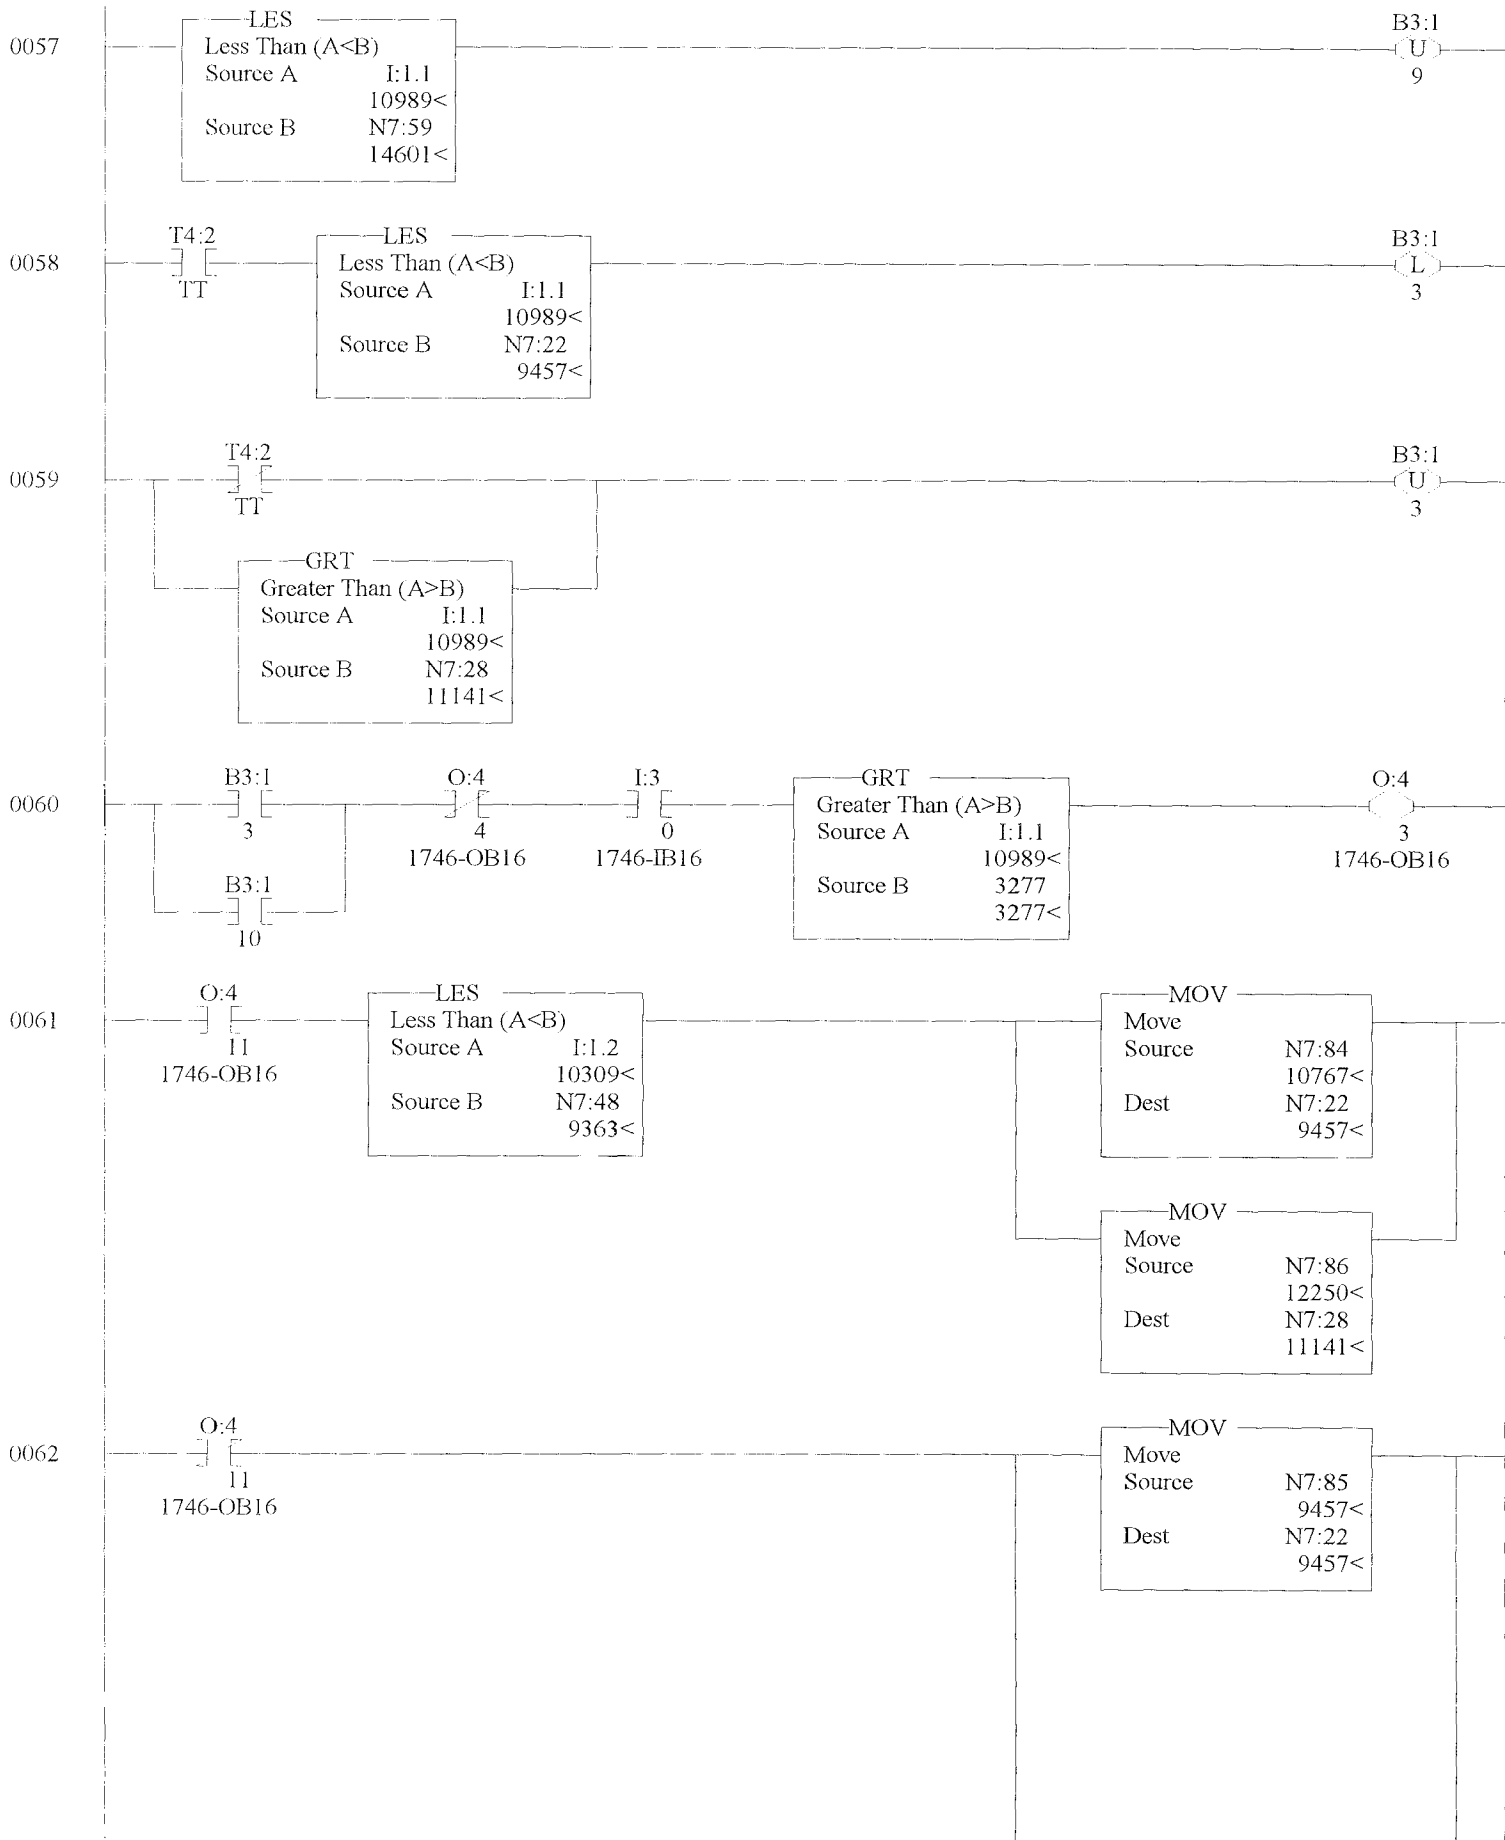 LES
B3:1
0057
Less Than (A<B)
U
Source A I:1.1
9
10989<
Source B N7:59
14601<
T4:2
LES
B3:1
0058
Less Than (A<B)
L
TT
Source A I:1.1
3
10989<
Source B N7:22
9457<
T4:2
B3:1
0059
U
TT
3
GRT
Greater Than (A>B)
Source A I:1.1
10989<
Source B N7:28
11141<
B3:1
O:4
I:3
GRT
O:4
0060
Greater Than (A>B)
3
4
0
Source A I:1.1
3
1746-OB16
1746-IB16
10989<
1746-OB16
B3:1
Source B 3277
3277<
10
O:4
LES
MOV
0061
Less Than (A<B)
Move
11
Source A I:1.2
Source N7:84
1746-OB16
10309<
10767<
Source B N7:48
Dest N7:22
9363<
9457<
MOV
Move
Source N7:86
12250<
Dest N7:28
11141<
O:4
MOV
0062
Move
11
Source N7:85
1746-OB16
9457<
Dest N7:22
9457<